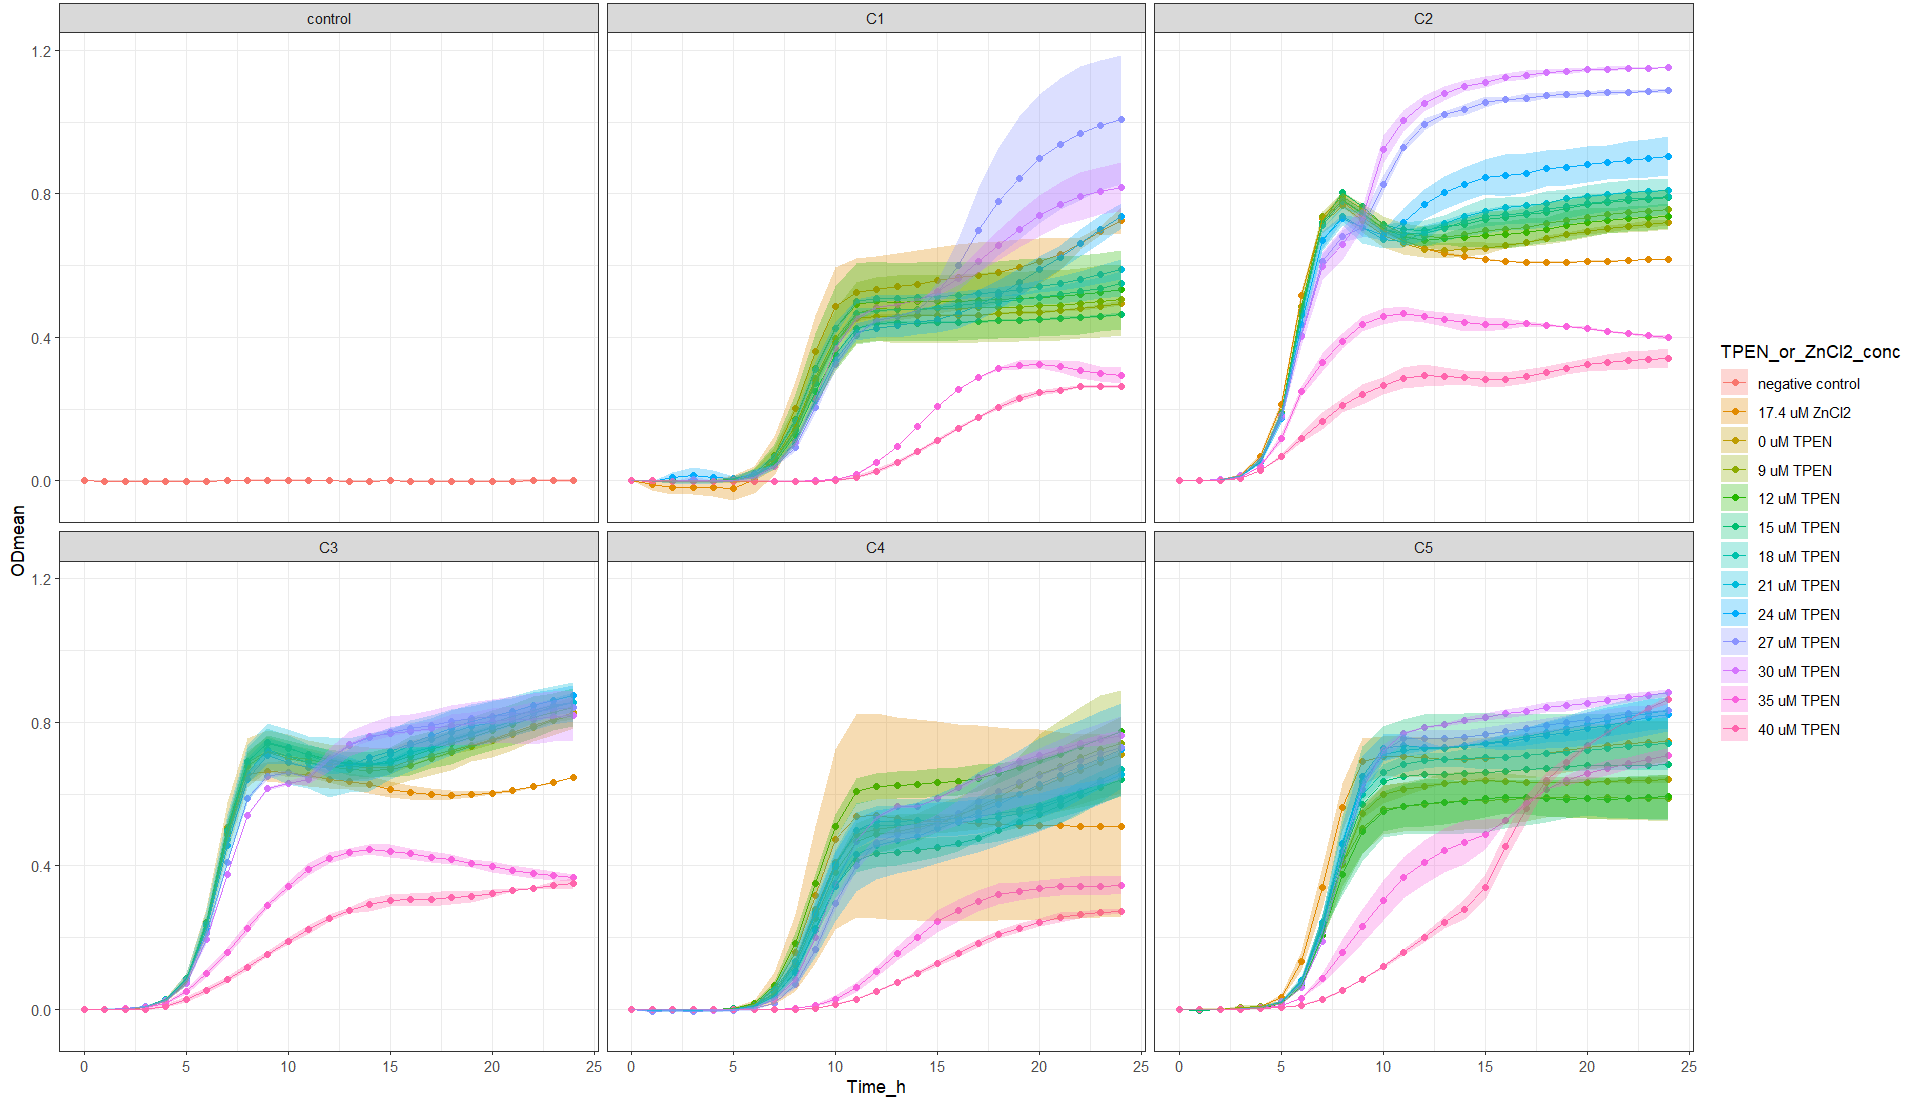 control
C1
C2
1.2
0.8
0.4
0.0
C3
C4
C5
1.2
0.8
0.4
0.0
0 5 10 15 20 25
0 5 10 15 20 25
0 5 10 15 20 25
Time_h
ODmean
TPEN_or_ZnCl2_conc
negative control
17.4 uM ZnCl2
0 uM TPEN
9 uM TPEN
12 uM TPEN
15 uM TPEN
18 uM TPEN
21 uM TPEN
24 uM TPEN
27 uM TPEN
30 uM TPEN
35 uM TPEN
40 uM TPEN